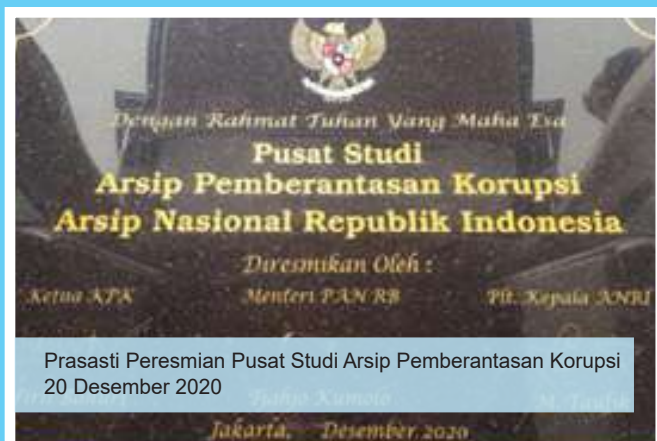 Dengan Rahmat Tuhan Yang Maha Esa
Pusat Studi
Arsip Pemberantasan Korupsi
Arsip Nasional Republik Indonesia
Diresmikan Oleh :
Ketua KPK Menteri PAN RB Plt. Kepala ANRI
Prasasti Peresmian Pusat Studi Arsip Pemberantasan Korupsi
20 Desember 2020
Tjahjo Kumolo M. Taufik
Jakarta, Desember 2020